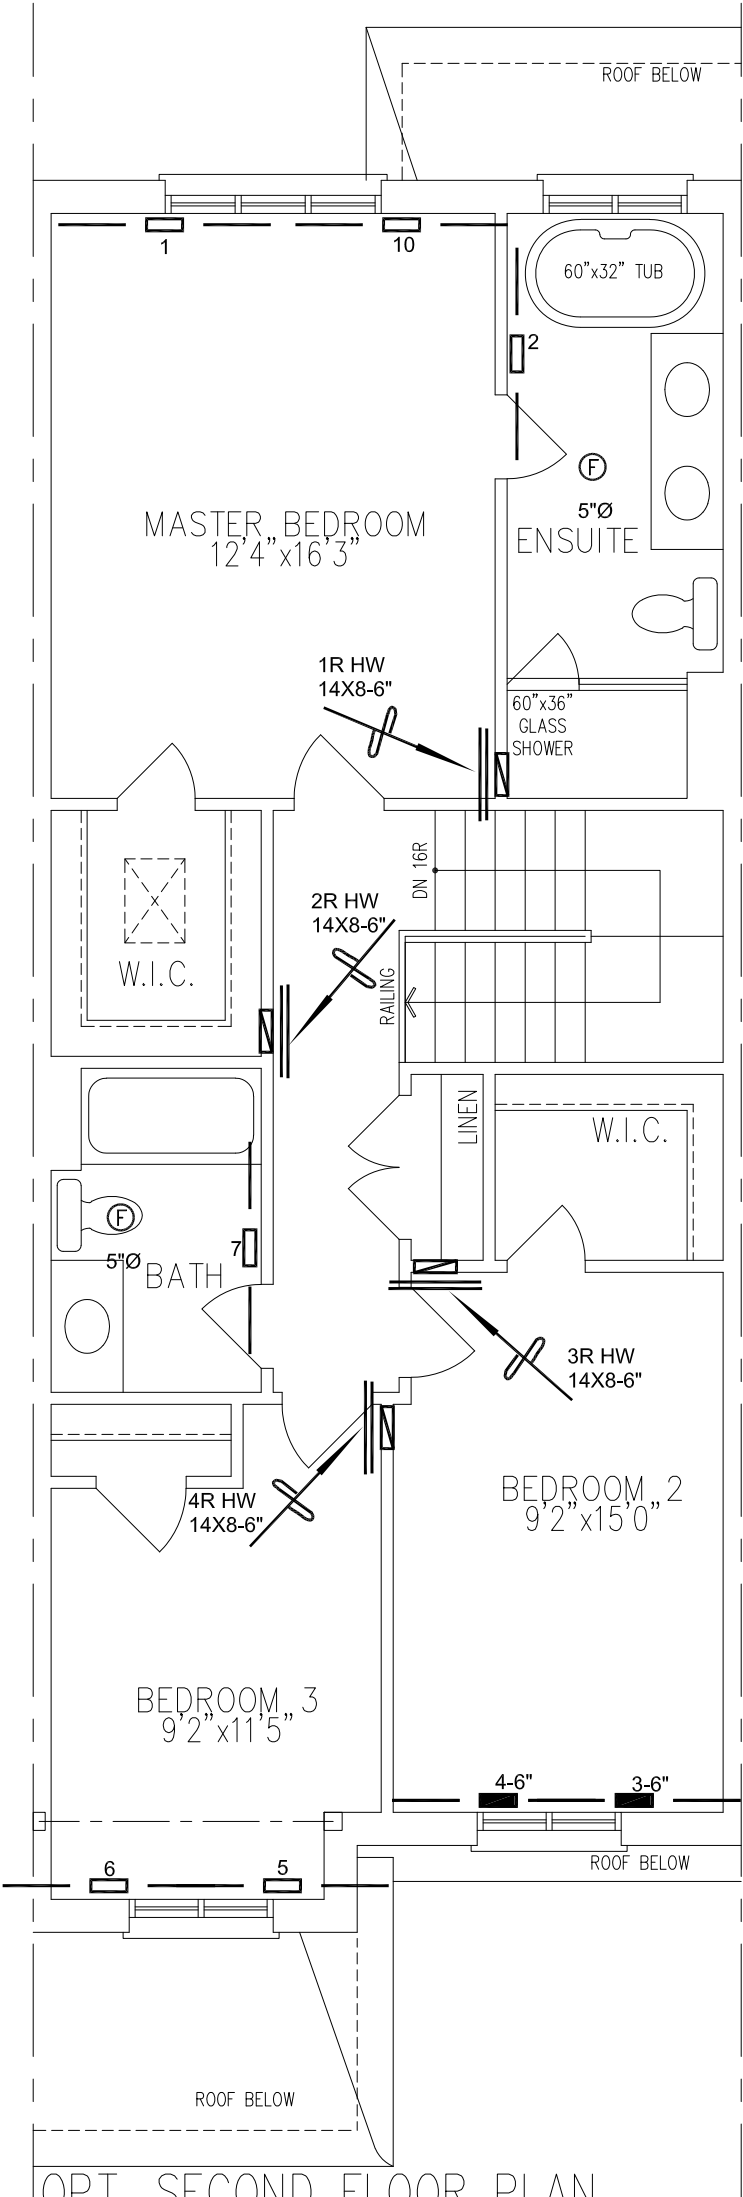 ROOF BELOW
1
10
60"x32" TUB
2
F
5"Ø
ENSUITE
MASTER BEDROOM
12'4"x16'3"
1R HW
14X8-6"
60"x36"
GLASS
SHOWER
DN 16R
2R HW
14X8-6"
W.I.C.
RAILING
LINEN
W.I.C.
F
5"Ø
7
BATH
3R HW
14X8-6"
4R HW
14X8-6"
BEDROOM 2
9'2"x15'0"
BEDROOM 3
9'2"x11'5"
4-6"
3-6"
ROOF BELOW
6
5
ROOF BELOW
OPT. SECOND FLOOR PLAN